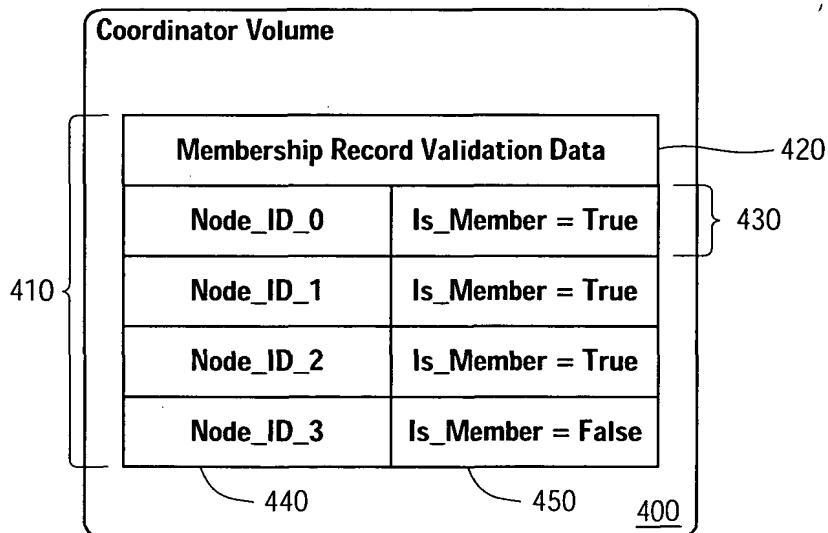 Coordinator Volume
Membership Record Validation Data
420
Node_ID_0 Is_Member = True
430
Node_ID_1 Is_Member = True
410
Node_ID_2 Is_Member = True
Node_ID_3 Is_Member = False
440 450
400